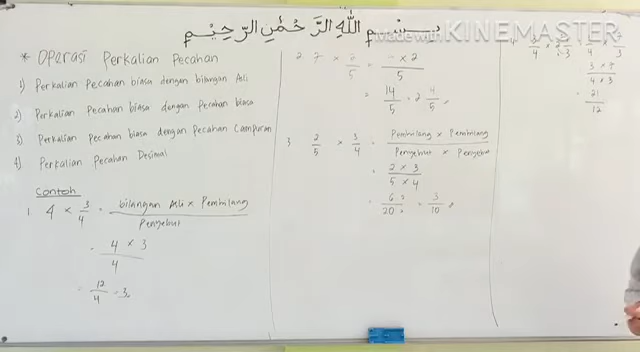 بِسْمِ اللهِ الرَّحْمٰنِ الرَّحِيْمِ
Made with KINEMASTER
* Operasi Perkalian Pecahan
1) Perkalian Pecahan biasa dengan bilangan Asli
2) Perkalian Pecahan biasa dengan pecahan biasa
3) Perkalian Pecahan biasa dengan Pecahan Campuran
4) Perkalian Pecahan Desimal
Contoh
1. 4 × 3/4 = bilangan Asli × Pembilang / Penyebut
= 4 × 3 / 4
= 12/4 = 3
2. 7 × 2/5 = × 2 / 5
= 14/5 = 2 4/5
3. 2/5 × 3/4 = Pembilang × Pembilang / Penyebut × Penyebut
= 2 × 3 / 5 × 4
= 6/20 = 3/10
3/4 ×
3 × 7 / 4 × 3
= 21/12